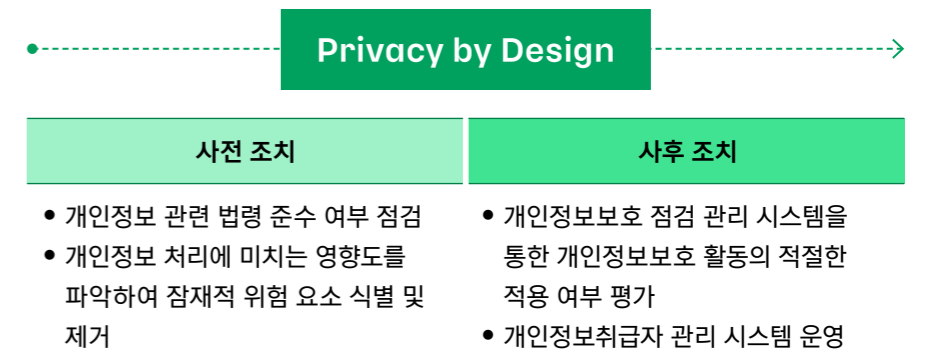 Privacy by Design
사전 조치
• 개인정보 관련 법령 준수 여부 점검
• 개인정보 처리에 미치는 영향도를
파악하여 잠재적 위험 요소 식별 및
제거
사후 조치
• 개인정보보호 점검 관리 시스템을
통한 개인정보보호 활동의 적절한
적용 여부 평가
• 개인정보취급자 관리 시스템 운영